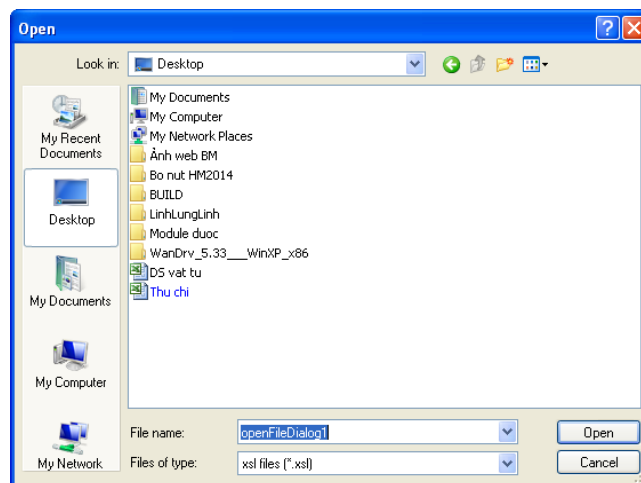 Open
Look in:
Desktop
My Recent
Documents
Desktop
My Documents
My Computer
My Network
My Documents
My Computer
My Network Places
Ảnh web BM
Bo nut HM2014
BUILD
LinhLungLinh
Module duoc
WanDrv_5.33___WinXP_x86
DS vat tu
Thu chi
File name:
openFileDialog1
Open
Files of type:
xsl files (*.xsl)
Cancel